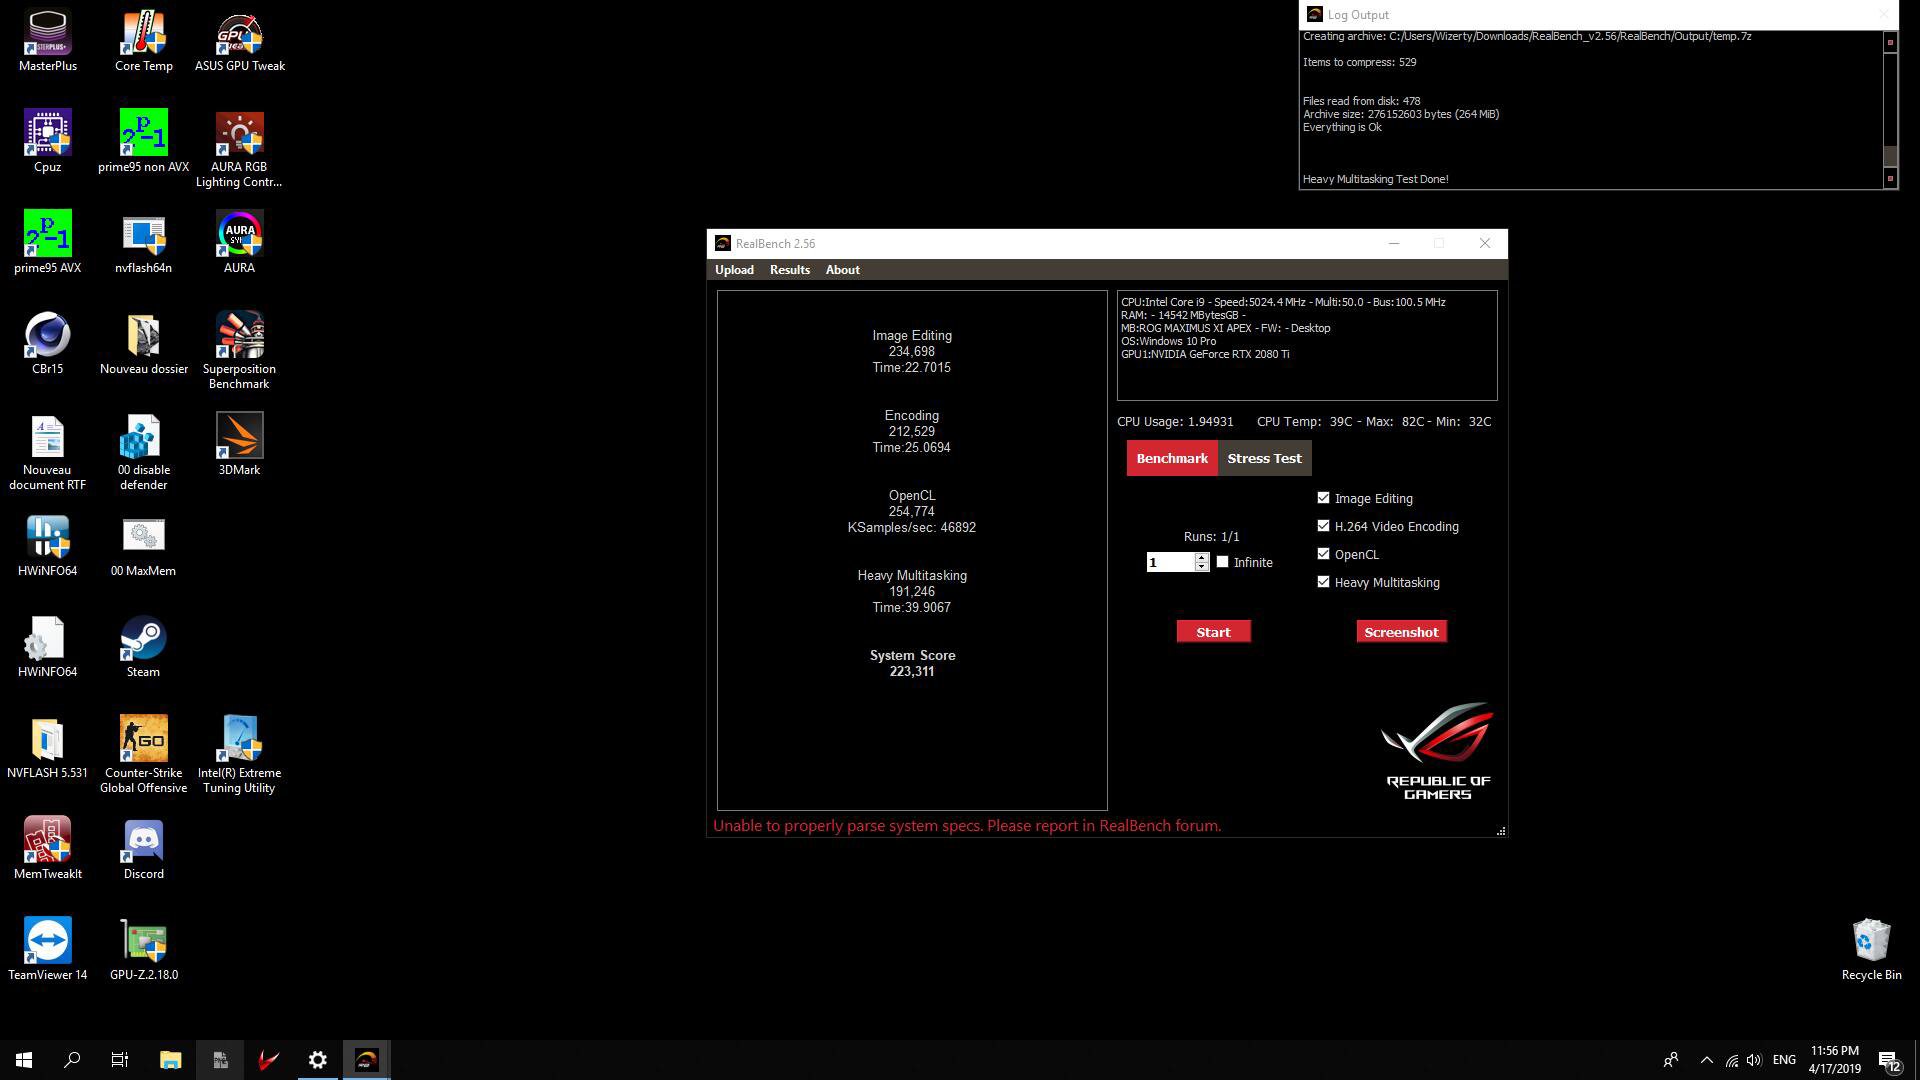 MasterPlus
Core Temp
ASUS GPU Tweak
Cpuz
prime95 non AVX
AURA RGB
Lighting Contr...
prime95 AVX
nvflash64n
AURA
CBr15
Nouveau dossier
Superposition
Benchmark
Nouveau
document RTF
00 disable
defender
3DMark
HWiNFO64
00 MaxMem
HWiNFO64
Steam
NVFLASH 5.531
Counter-Strike
Global Offensive
Intel(R) Extreme
Tuning Utility
MemTweakIt
Discord
TeamViewer 14
GPU-Z.2.18.0
Log Output
Creating archive: C:/Users/Wizerty/Downloads/RealBench_v2.56/RealBench/Output/temp.7z
Items to compress: 529
Files read from disk: 478
Archive size: 276152603 bytes (264 MiB)
Everything is Ok
Heavy Multitasking Test Done!
RealBench 2.56
Upload Results About
Image Editing
234,698
Time:22.7015
Encoding
212,529
Time:25.0694
OpenCL
254,774
KSamples/sec: 46892
Heavy Multitasking
191,246
Time:39.9067
System Score
223,311
CPU:Intel Core i9 - Speed:5024.4 MHz - Multi:50.0 - Bus:100.5 MHz
RAM: - 14542 MBytesGB -
MB:ROG MAXIMUS XI APEX - FW: - Desktop
OS:Windows 10 Pro
GPU1:NVIDIA GeForce RTX 2080 Ti
CPU Usage: 1.94931 CPU Temp: 39C - Max: 82C - Min: 32C
Benchmark Stress Test
Image Editing
H.264 Video Encoding
OpenCL
Heavy Multitasking
Runs: 1/1
1 Infinite
Start Screenshot
REPUBLIC OF
GAMERS
Unable to properly parse system specs. Please report in RealBench forum.
Recycle Bin
ENG
11:56 PM
4/17/2019
12